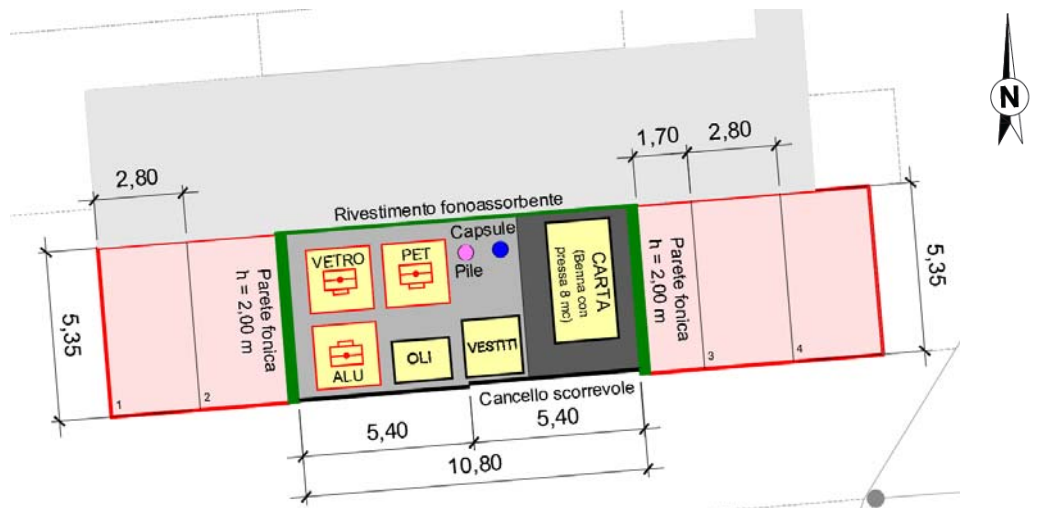 N
1,70
2,80
2,80
Rivestimento fonoassorbente
Capsule
VETRO
PET
Pile
CARTA
(Benna con
pressa 8 mc)
Parete fonica
h = 2,00 m
Parete fonica
h = 2,00 m
5,35
5,35
ALU
OLI
VESTITI
1
2
3
4
Cancello scorrevole
5,40
5,40
10,80